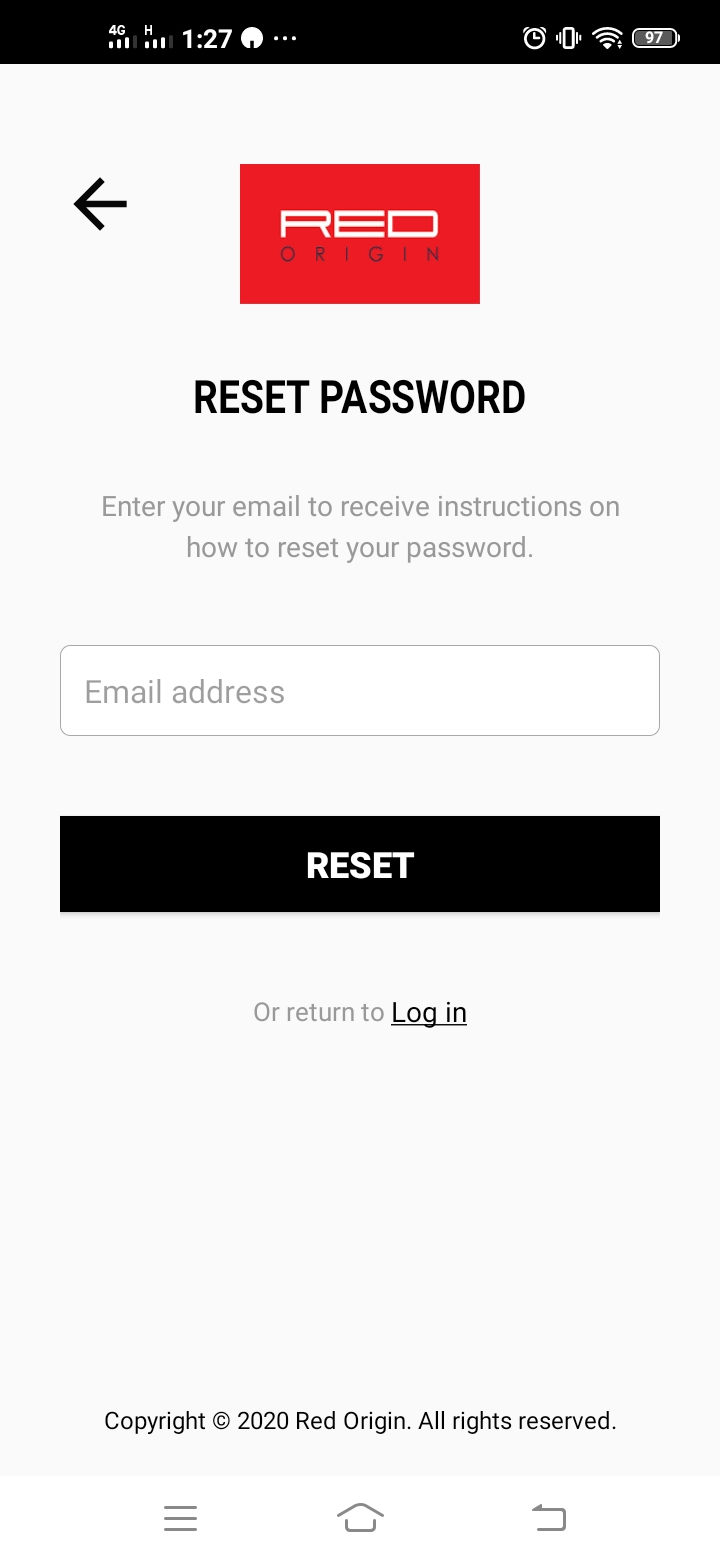 4G H 1:27 97
RED
ORIGIN
RESET PASSWORD
Enter your email to receive instructions on
how to reset your password.
Email address
RESET
Or return to Log in
Copyright © 2020 Red Origin. All rights reserved.